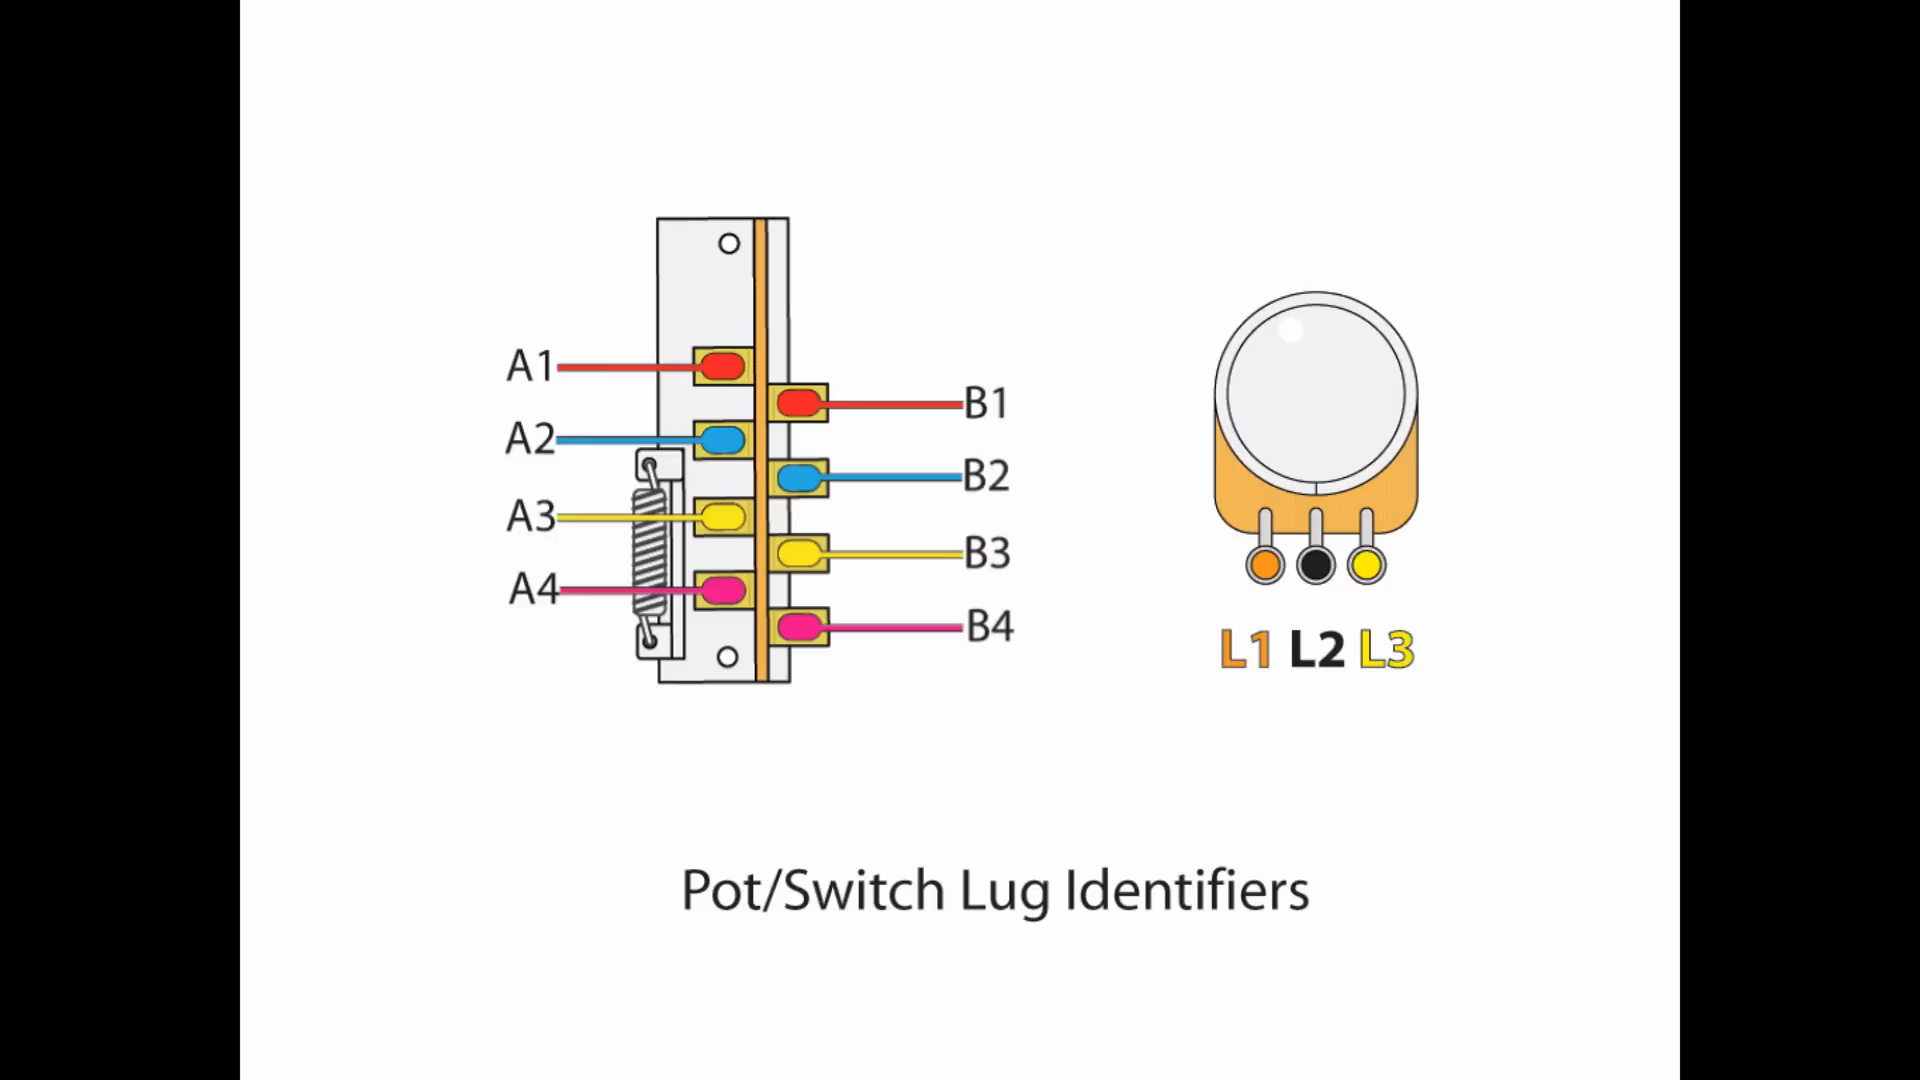 A1
B1
A2
B2
A3
B3
A4
B4
L1 L2 L3
Pot/Switch Lug Identifiers